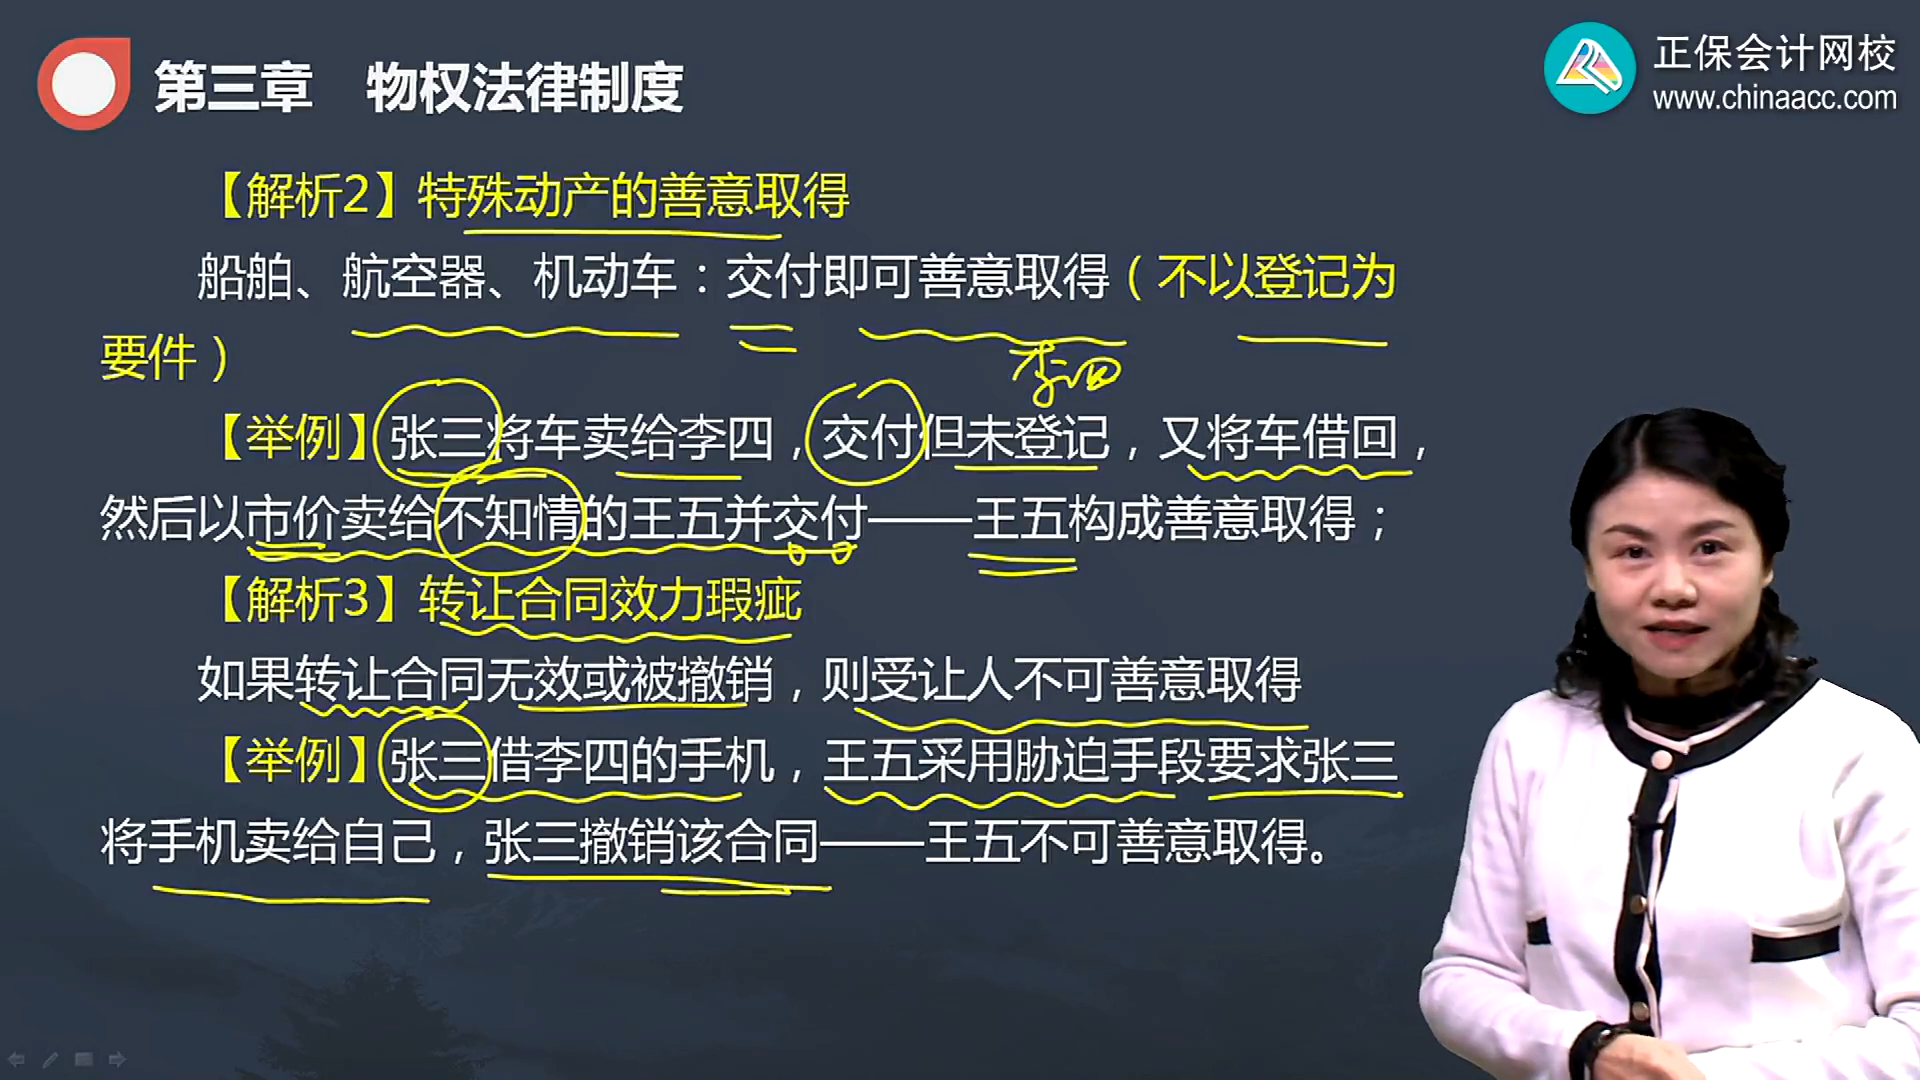 第三章 物权法律制度
正保会计网校
www.chinaacc.com
【解析2】特殊动产的善意取得
船舶、航空器、机动车：交付即可善意取得（不以登记为
要件）
李四
【举例】张三将车卖给李四，交付但未登记，又将车借回，
然后以市价卖给不知情的王五并交付——王五构成善意取得；
【解析3】转让合同效力瑕疵
如果转让合同无效或被撤销，则受让人不可善意取得
【举例】张三借李四的手机，王五采用胁迫手段要求张三
将手机卖给自己，张三撤销该合同——王五不可善意取得。